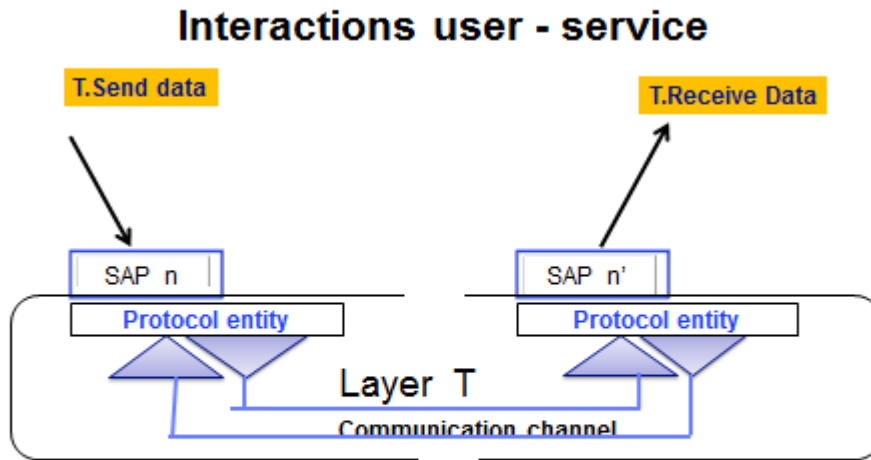 Interactions user - service
T.Send data
T.Receive Data
SAP n
SAP n’
Protocol entity
Protocol entity
Layer T
Communication channel